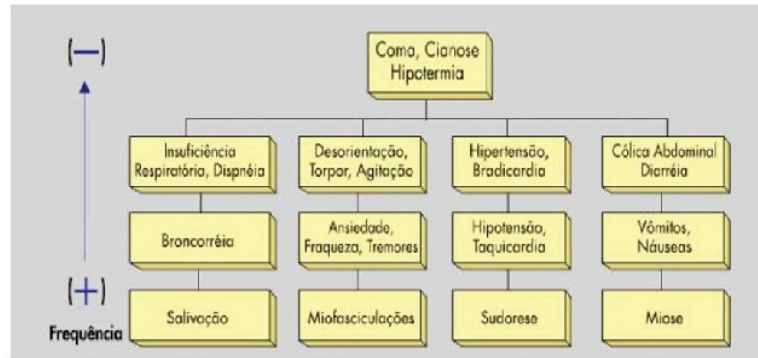 (—)
Coma, Cianose
Hipotermia
Insuficiência
Respiratória, Dispnéia
Desorientação,
Torpor, Agitação
Hipertensão,
Bradicardia
Cólica Abdominal
Diarréia
Broncorréia
Ansiedade,
Fraqueza, Tremores
Hipotensão,
Taquicardia
Vômitos,
Náuseas
(+)
Frequência
Salivação
Miofasciculações
Sudorese
Miose